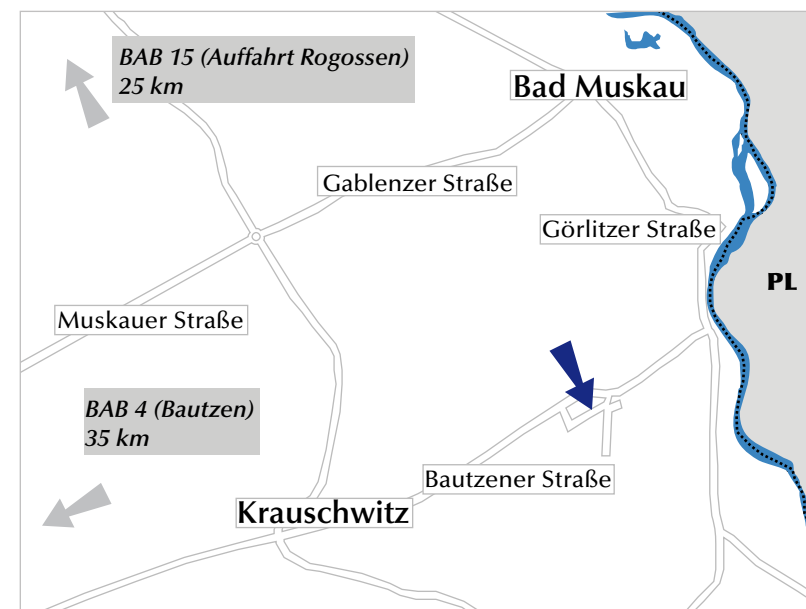 BAB 15 (Auffahrt Rogossen)
25 km
Bad Muskau
Gablenzer Straße
Görlitzer Straße
PL
Muskauer Straße
BAB 4 (Bautzen)
35 km
Bautzener Straße
Krauschwitz